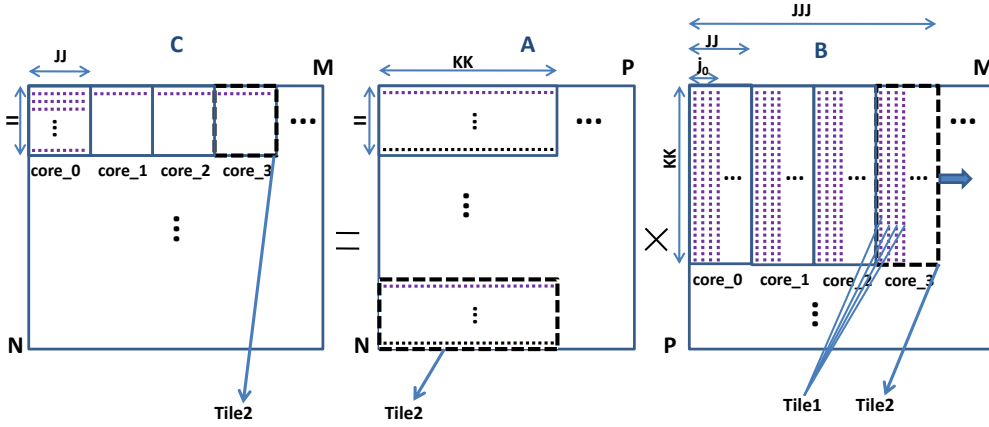 JJJ
C
A
JJ
B
JJ
M
KK
P
j₀
M
II
...
II
...
KK
...
core_0
core_1
core_2
core_3
=
×
core_0
core_1
core_2
core_3
N
N
P
Tile2
Tile2
Tile1
Tile2